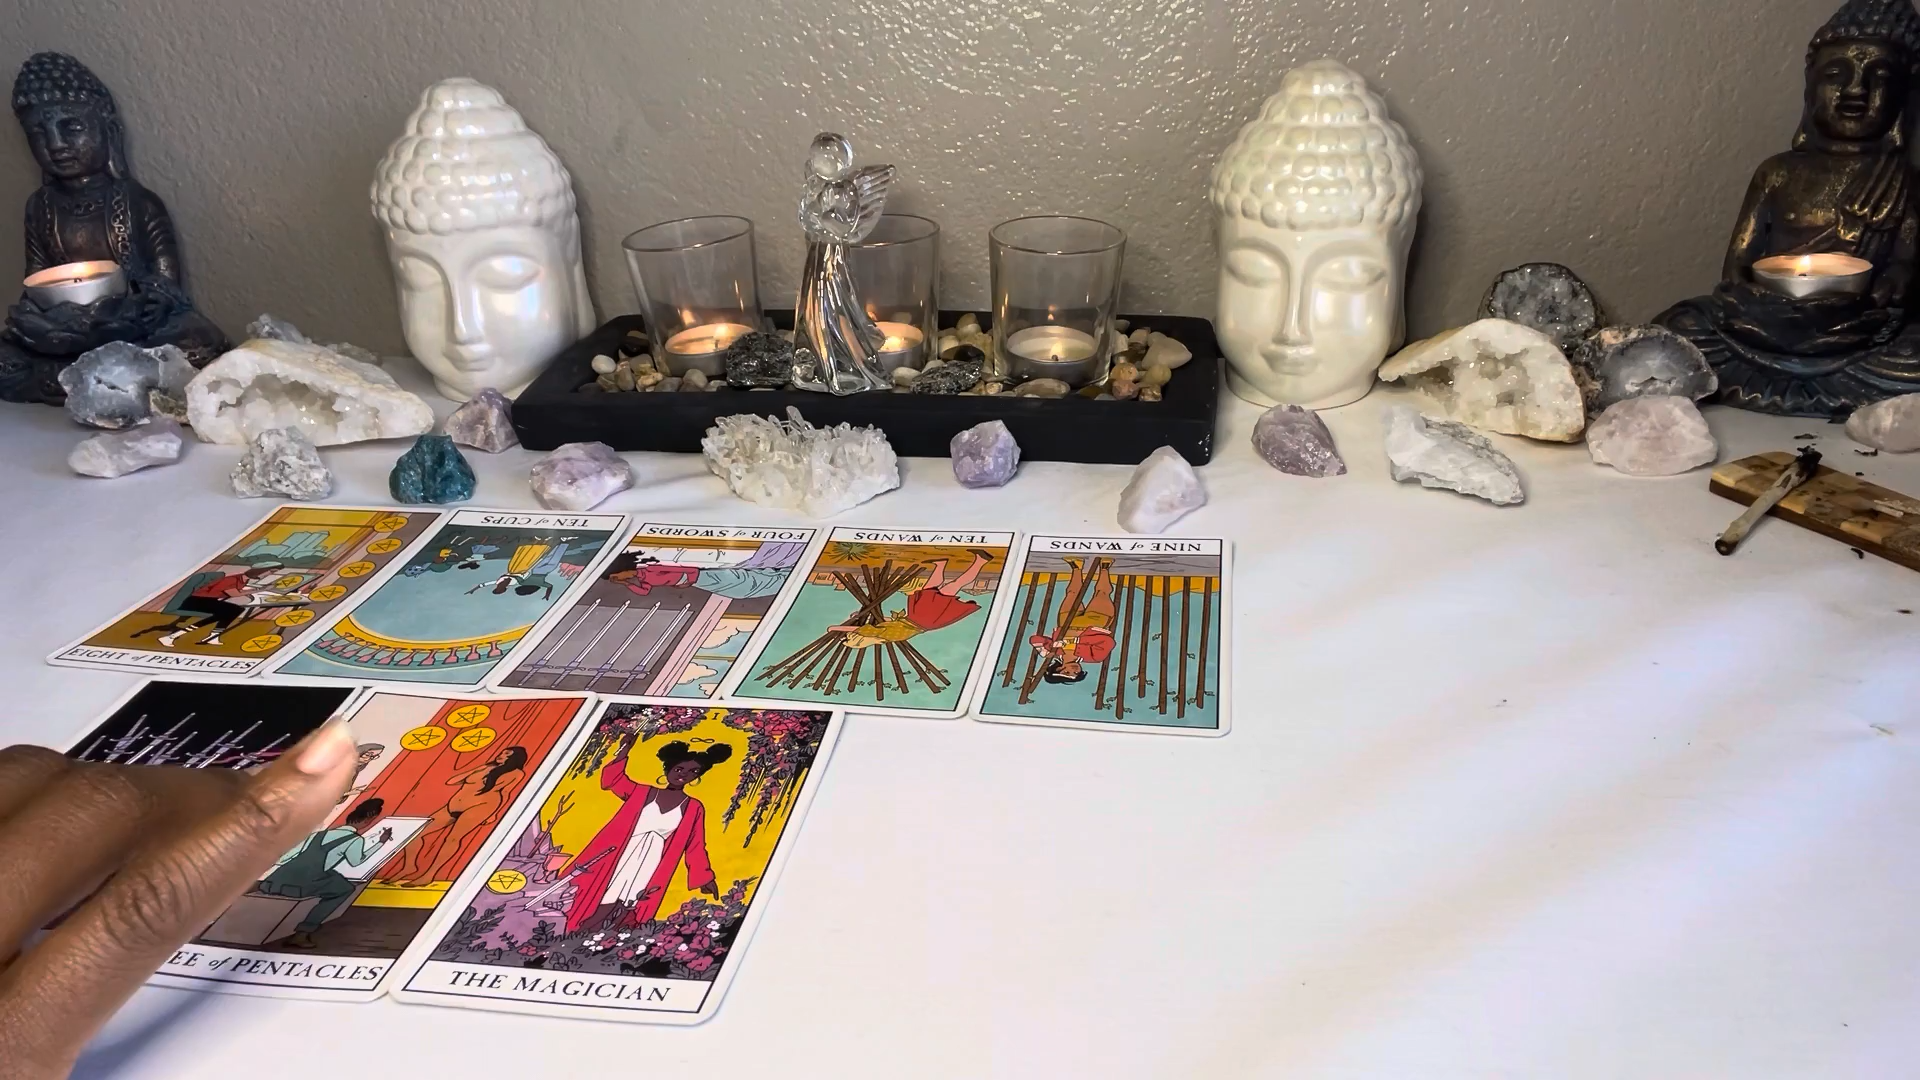 EIGHT of PENTACLES
TEN of CUPS
FOUR of SWORDS
TEN of WANDS
NINE of WANDS
EE of PENTACLES
I
THE MAGICIAN